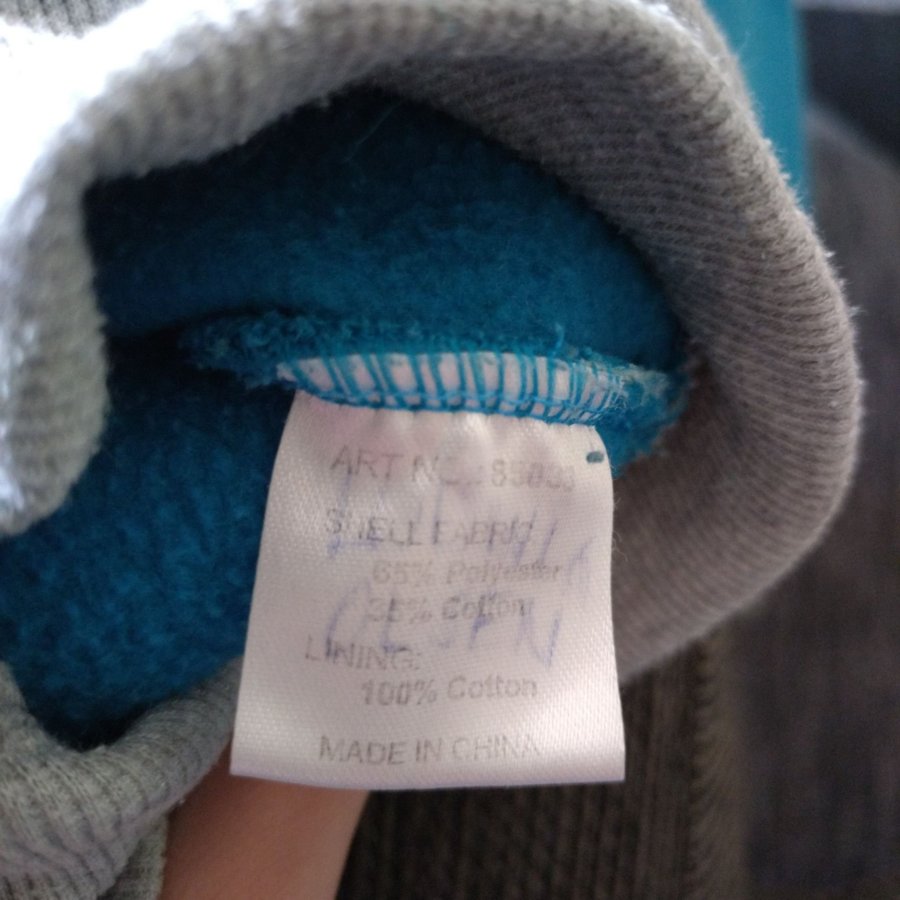 ART NO.:
SHELL FABRIC:
65% Polyester
35% Cotton
LINING:
100% Cotton
MADE IN CHINA